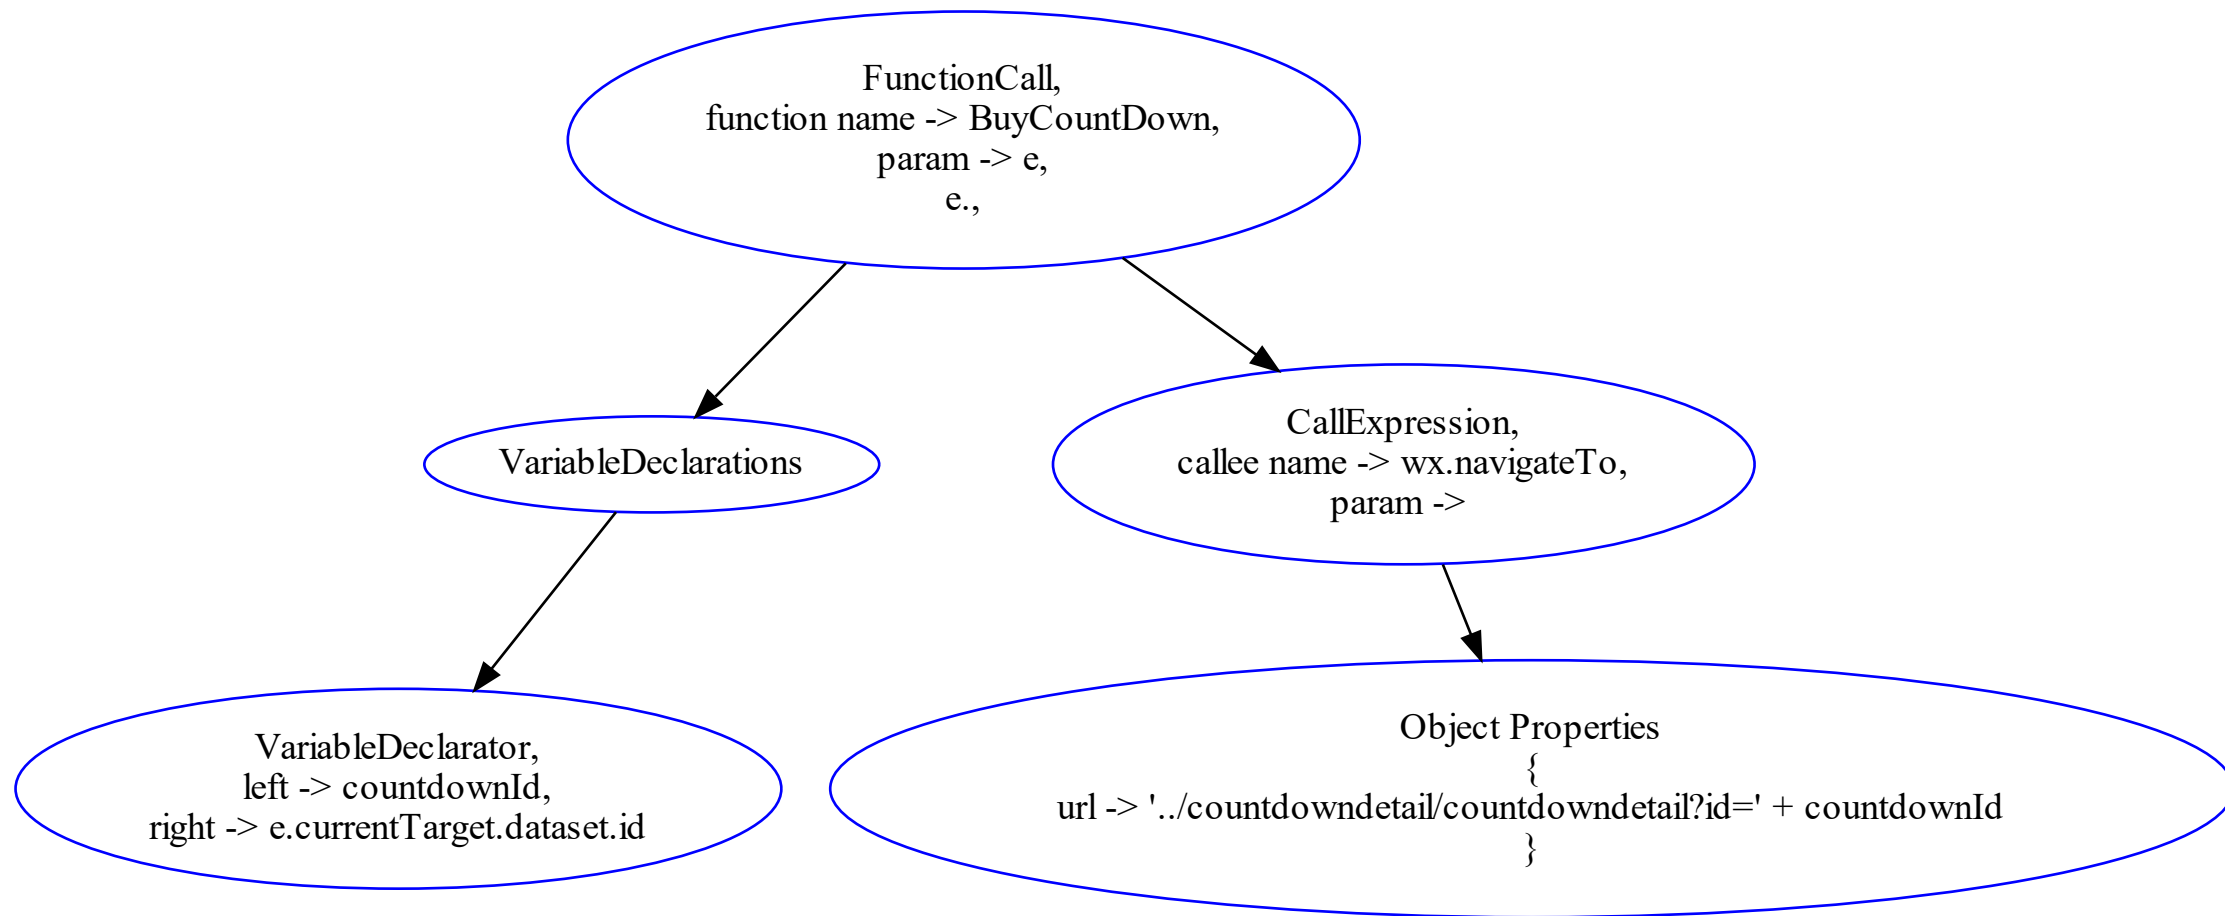 FunctionCall,
function name -> BuyCountDown,
param -> e,
e.,
VariableDeclarations
CallExpression,
callee name -> wx.navigateTo,
param ->
VariableDeclarator,
left -> countdownId,
right -> e.currentTarget.dataset.id
Object Properties
{
url -> '../countdowndetail/countdowndetail?id=' + countdownId
}